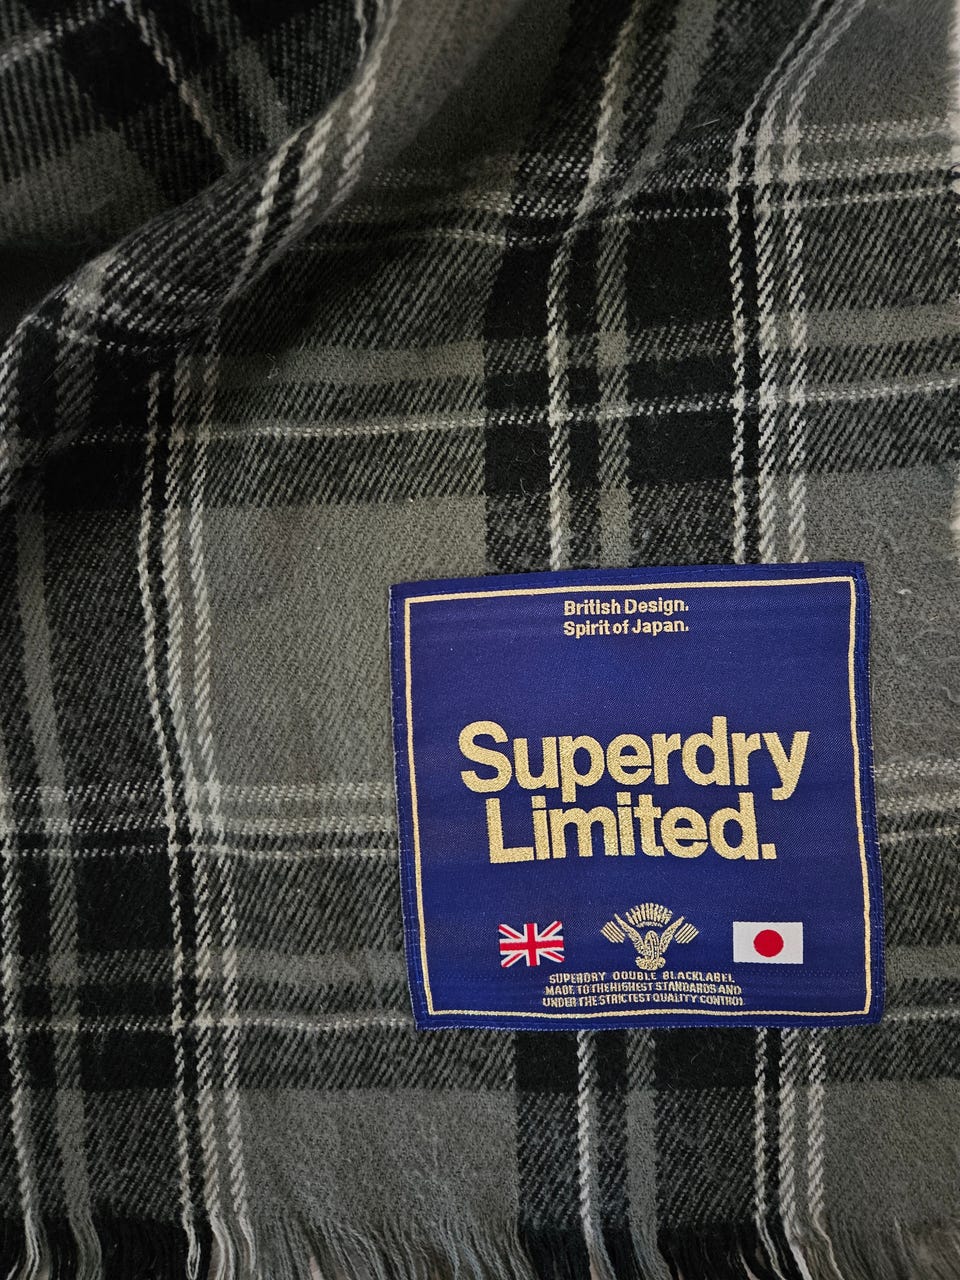 British Design.
Spirit of Japan.
Superdry
Limited.
SUPERDRY DOUBLE BLACKLABEL
MADE TO THE HIGHEST STANDARDS AND
UNDER THE STRICTEST QUALITY CONTROL